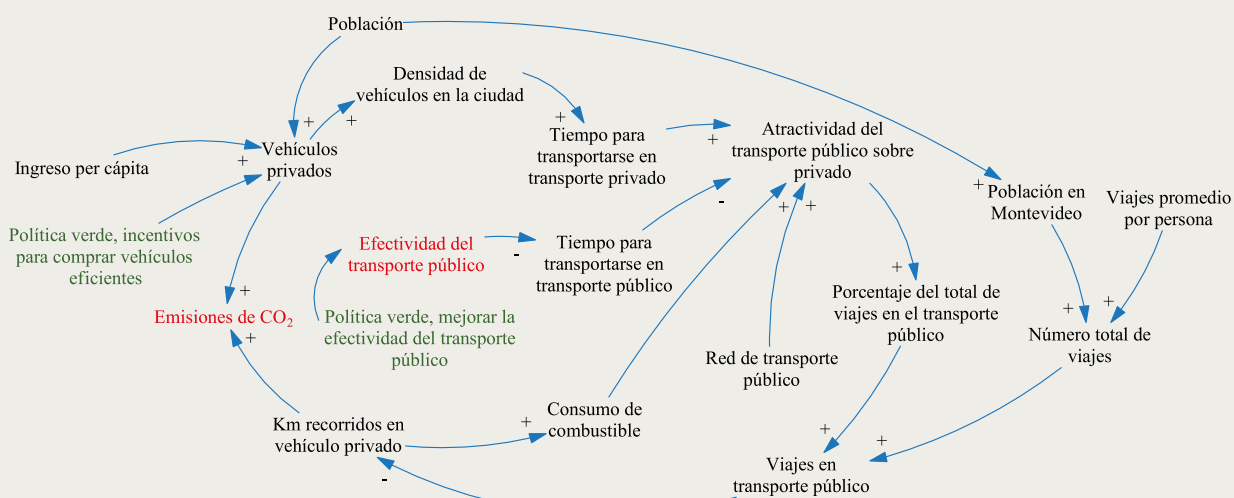 Población
Densidad de
vehículos en la ciudad
+
+
+
Tiempo para
transportarse en
transporte privado
+
Atractividad del
transporte público sobre
privado
Ingreso per cápita
+
Vehículos
privados
-
+
Población en
Montevideo
Viajes promedio
por persona
+
+
Política verde, incentivos
para comprar vehículos
eficientes
Efectividad del
transporte público
-
Tiempo para
transportarse en
transporte público
+
+
Emisiones de CO₂
+
Política verde, mejorar la
efectividad del transporte
público
Porcentaje del total de
viajes en el transporte
público
+
+
Número total de
viajes
Red de transporte
público
Km recorridos en
vehículo privado
+
Consumo de
combustible
+
+
Viajes en
transporte público
-